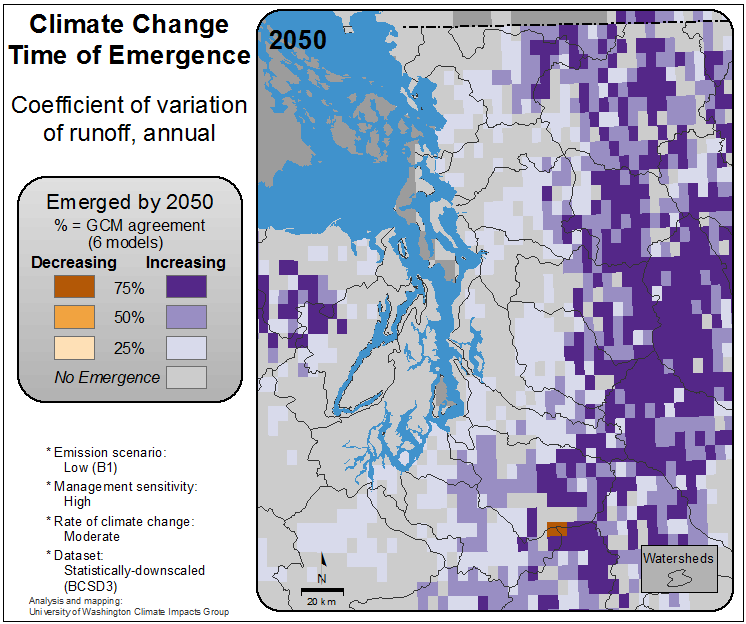 Climate Change
Time of Emergence
Coefficient of variation
of runoff, annual
Emerged by 2050
% = GCM agreement
(6 models)
Decreasing Increasing
75%
50%
25%
No Emergence
* Emission scenario:
Low (B1)
* Management sensitivity:
High
* Rate of climate change:
Moderate
* Dataset:
Statistically-downscaled
(BCSD3)
Analysis and mapping:
University of Washington Climate Impacts Group
2050
N
20 km
Watersheds